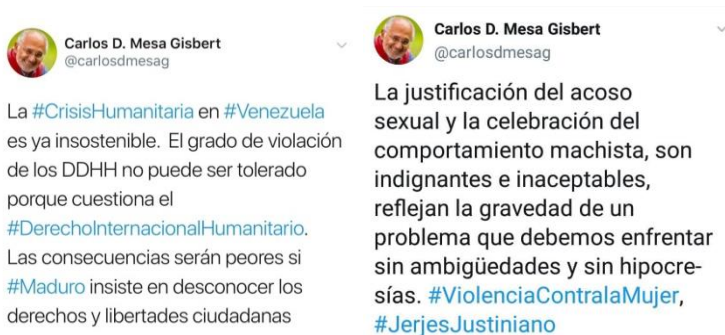 Carlos D. Mesa Gisbert
@carlosdmesag
La #CrisisHumanitaria en #Venezuela
es ya insostenible. El grado de violación
de los DDHH no puede ser tolerado
porque cuestiona el
#DerechoInternacionalHumanitario.
Las consecuencias serán peores si
#Maduro insiste en desconocer los
derechos y libertades ciudadanas
Carlos D. Mesa Gisbert
@carlosdmesag
La justificación del acoso
sexual y la celebración del
comportamiento machista, son
indignantes e inaceptables,
reflejan la gravedad de un
problema que debemos enfrentar
sin ambigüedades y sin hipocre-
sías. #ViolenciaContralaMujer,
#JerjesJustiniano